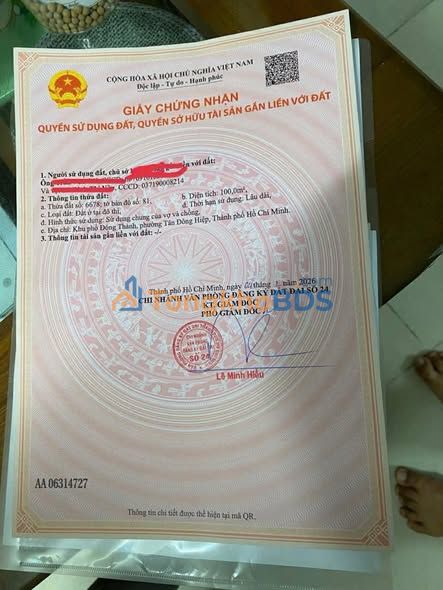 CỘNG HÒA XÃ HỘI CHỦ NGHĨA VIỆT NAM
Độc lập - Tự do - Hạnh phúc
GIẤY CHỨNG NHẬN
QUYỀN SỬ DỤNG ĐẤT, QUYỀN SỞ HỮU TÀI SẢN GẮN LIỀN VỚI ĐẤT
1. Người sử dụng đất, chủ sở liền với đất:
Ông
Và CCCD: 037190008214
2. Thông tin thửa đất:
a. Thửa đất số: 6678; tờ bản đồ số: 81; b. Diện tích: 100,0m²,
c. Loại đất: Đất ở tại đô thị, d. Thời hạn sử dụng: Lâu dài,
đ. Hình thức sử dụng: Sử dụng chung của vợ và chồng,
e. Địa chỉ: Khu phố Đông Thành, phường Tân Đông Hiệp, Thành phố Hồ Chí Minh.
3. Thông tin tài sản gắn liền với đất: -/-
Thành phố Hồ Chí Minh, ngày tháng năm 2026
CHI NHÁNH VĂN PHÒNG ĐĂNG KÝ ĐẤT ĐAI SỐ 24
KT. GIÁM ĐỐC
PHÓ GIÁM ĐỐC
BDS
SỐ 24
Lê Minh Hiếu
AA 06314727
Thông tin chi tiết được thể hiện tại mã QR.